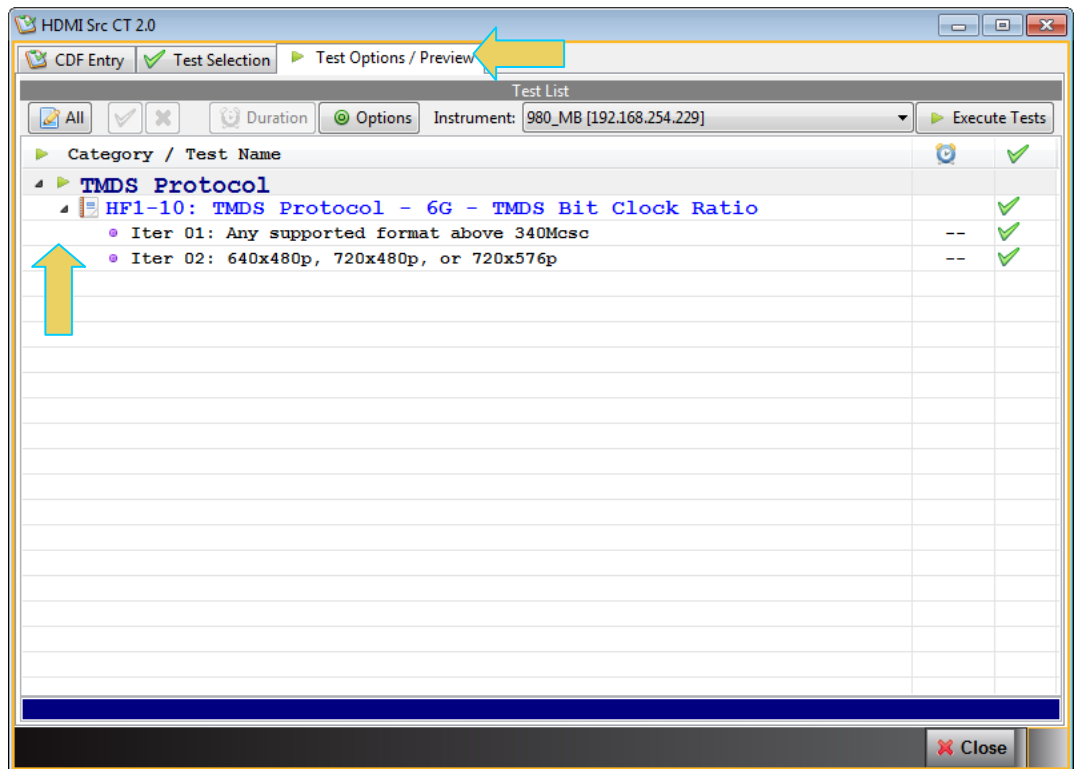 HDMI Src CT 2.0
CDF Entry Test Selection Test Options / Preview
Test List
All Duration Options Instrument: 980_MB [192.168.254.229] Execute Tests
Category / Test Name
TMDS Protocol
HF1-10: TMDS Protocol - 6G - TMDS Bit Clock Ratio
Iter 01: Any supported format above 340Mcsc --
Iter 02: 640x480p, 720x480p, or 720x576p --
Close